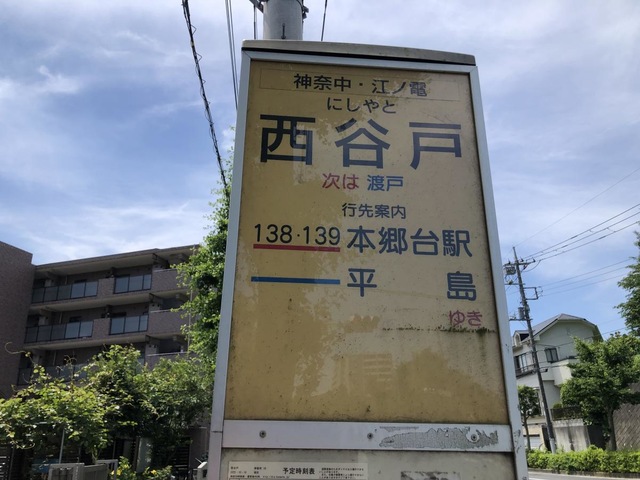 神奈中・江ノ電
にしやと
西谷戸
次は 渡戸
行先案内
138・139 本郷台駅
平島
ゆき
予定時刻表